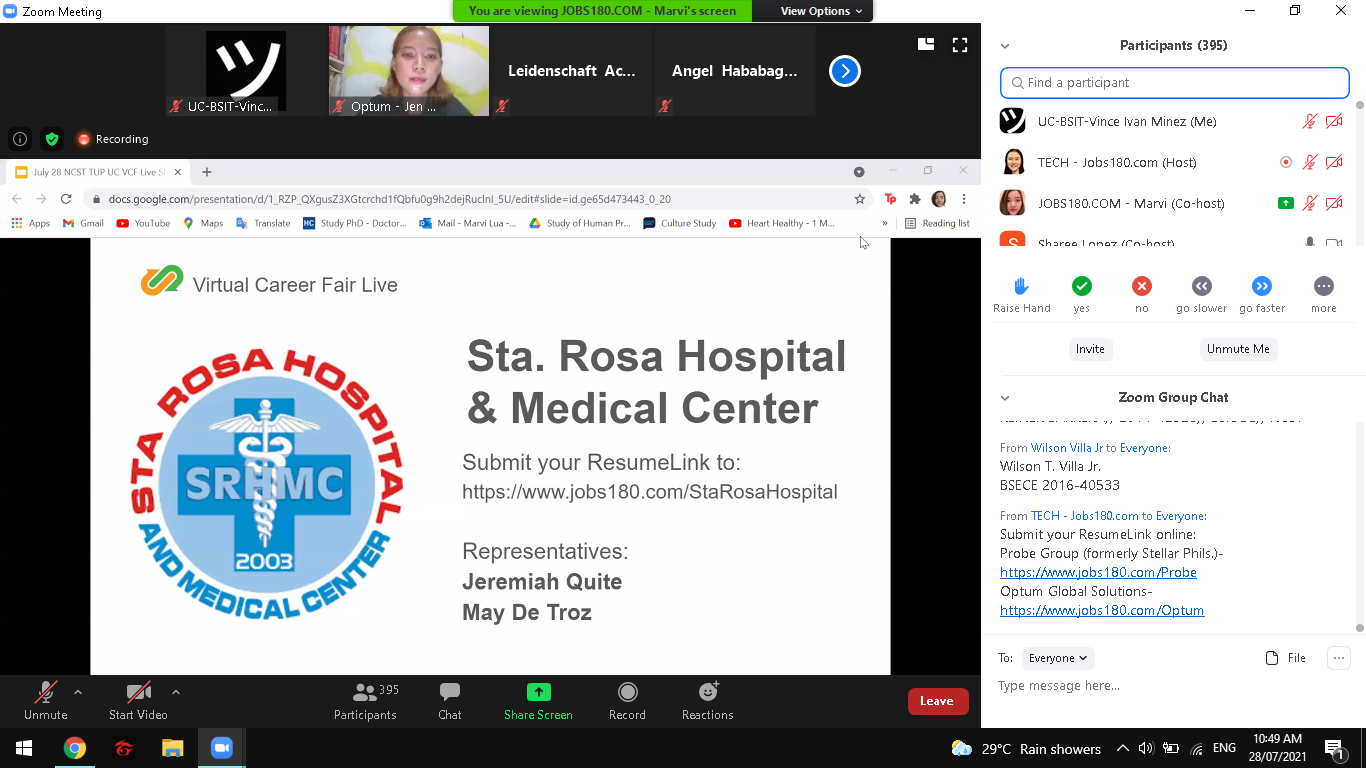 Zoom Meeting
You are viewing JOBS180.COM - Marvi's screen
View Options
UC-BSIT-Vinc...
Optum - Jen ...
Leidenschaft Ac...
Angel Hababag...
Recording
July 28 NCST TUP UC VCF Live S
docs.google.com/presentation/d/1_RZP_QXgusZ3XGtcrchd1fQbfu0g9h2dejRucInI_5U/edit#slide=id.ge65d473443_0_20
Apps
Gmail
YouTube
Maps
Translate
HC
Study PhD - Doctor...
Mail - Marvi Lua -...
Study of Human Pr...
Culture Study
Heart Healthy - 1 M...
»
Reading list
Virtual Career Fair Live
STA ROSA HOSPITAL
SRHMC
2003
AND MEDICAL CENTER
Sta. Rosa Hospital
& Medical Center
Submit your ResumeLink to:
https://www.jobs180.com/StaRosaHospital
Representatives:
Jeremiah Quite
May De Troz
Participants (395)
Find a participant
UC-BSIT-Vince Ivan Minez (Me)
TECH - Jobs180.com (Host)
JOBS180.COM - Marvi (Co-host)
S
Sharee Lopez (Co-host)
Raise Hand
yes
no
go slower
go faster
more
Invite
Unmute Me
Zoom Group Chat
From Wilson Villa Jr to Everyone:
Wilson T. Villa Jr.
BSECE 2016-40533
From TECH - Jobs180.com to Everyone:
Submit your ResumeLink online:
Probe Group (formerly Stellar Phils.)-
https://www.jobs180.com/Probe
Optum Global Solutions-
https://www.jobs180.com/Optum
To:
Everyone
File
Type message here...
Unmute
Start Video
395
Participants
Chat
Share Screen
Record
Reactions
Leave
29°C Rain showers
ENG
10:49 AM
28/07/2021
1